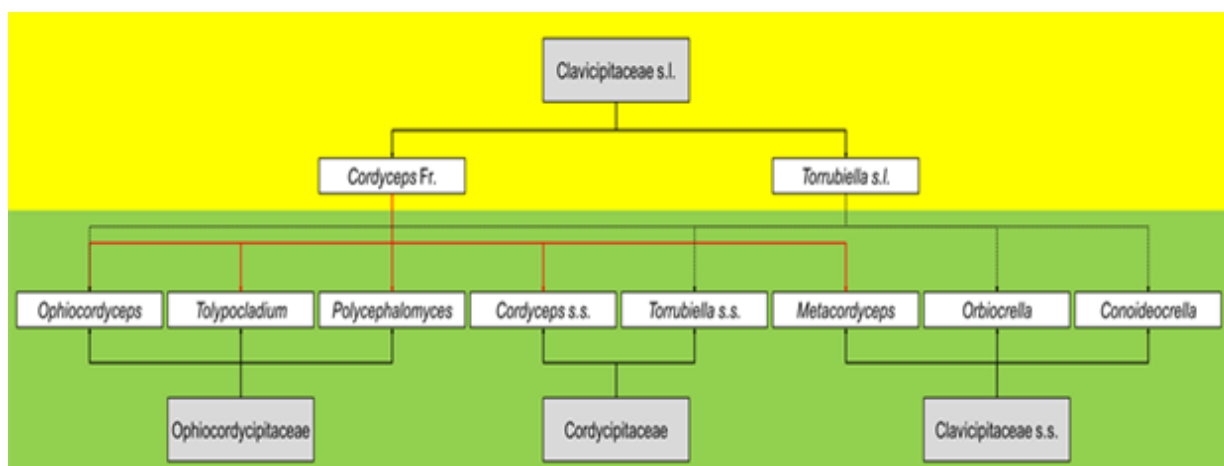 Clavicipitaceae s.l.
Cordyceps Fr.
Torrubiella s.l.
Ophiocordyceps
Tolypocladium
Polycephalomyces
Cordyceps s.s.
Torrubiella s.s.
Metacordyceps
Orbiocrella
Conoideocrella
Ophiocordycipitaceae
Cordycipitaceae
Clavicipitaceae s.s.